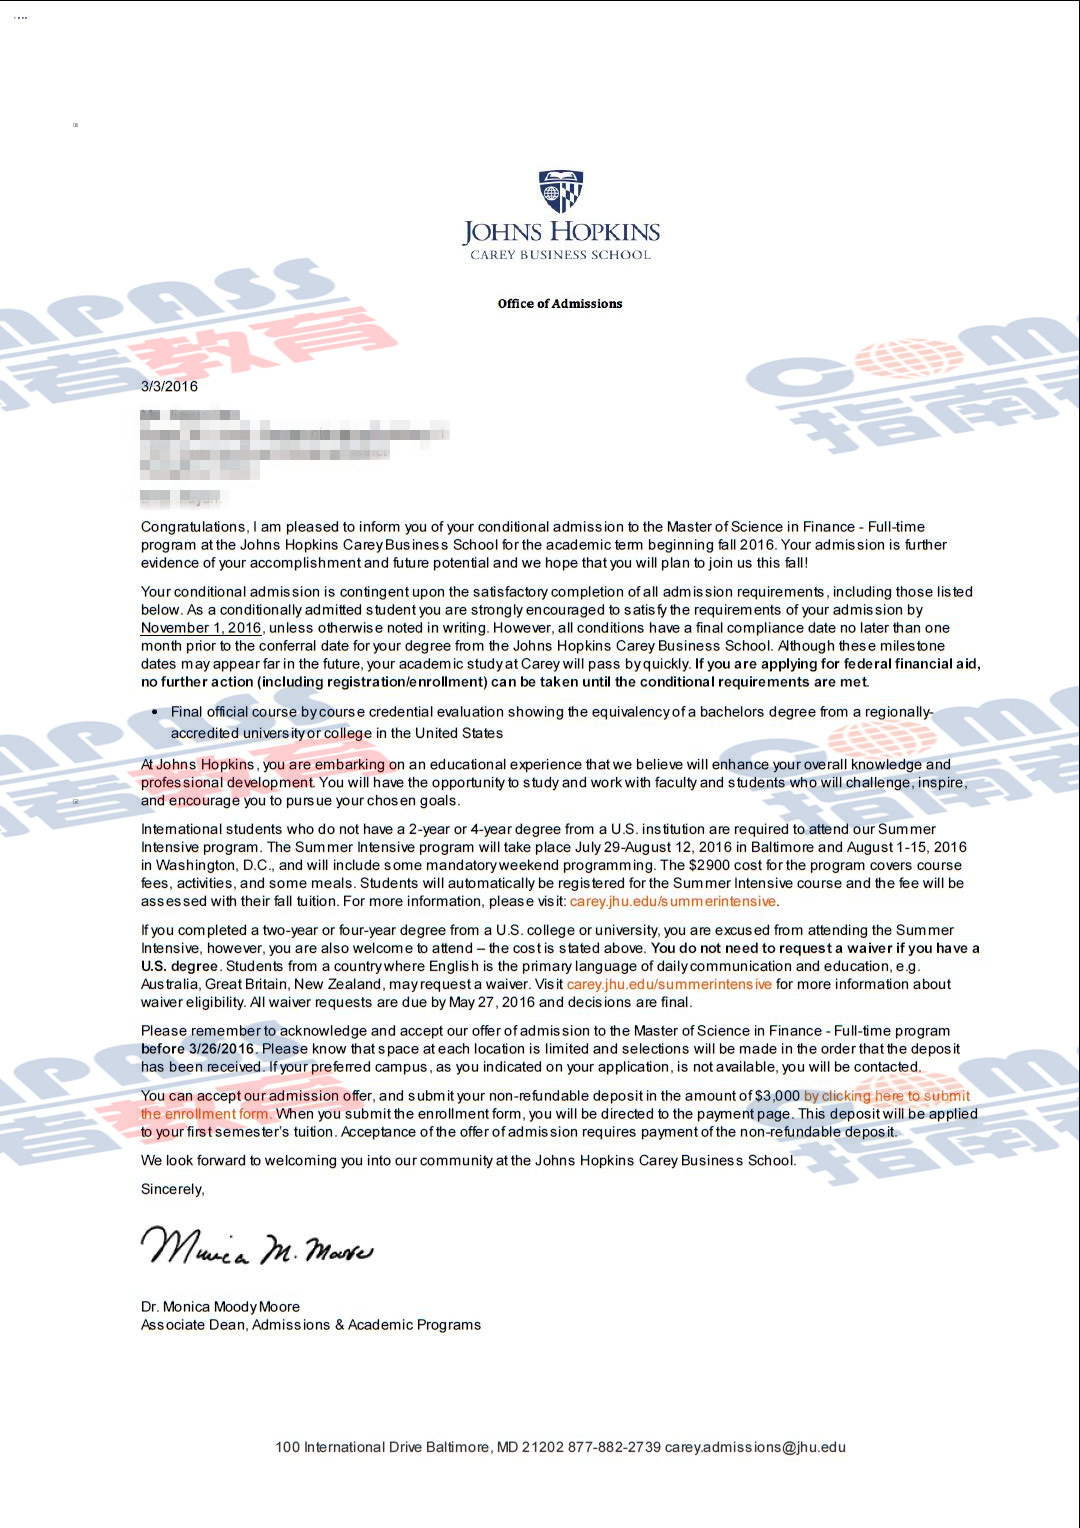 JOHNS HOPKINS
CAREY BUSINESS SCHOOL
Office of Admissions
mpass
南者教育
Comp
指南
3/3/2016
Congratulations, I am pleased to inform you of your conditional admission to the Master of Science in Finance - Full-time
program at the Johns Hopkins Carey Business School for the academic term beginning fall 2016. Your admission is further
evidence of your accomplishment and future potential and we hope that you will plan to join us this fall!
Your conditional admission is contingent upon the satisfactory completion of all admission requirements, including those listed
below. As a conditionally admitted student you are strongly encouraged to satisfy the requirements of your admission by
November 1, 2016, unless otherwise noted in writing. However, all conditions have a final compliance date no later than one
month prior to the conferral date for your degree from the Johns Hopkins Carey Business School. Although these milestone
dates may appear far in the future, your academic study at Carey will pass by quickly. If you are applying for federal financial aid,
no further action (including registration/enrollment) can be taken until the conditional requirements are met.
• Final official course by course credential evaluation showing the equivalency of a bachelors degree from a regionally-
accredited university or college in the United States
At Johns Hopkins, you are embarking on an educational experience that we believe will enhance your overall knowledge and
professional development. You will have the opportunity to study and work with faculty and students who will challenge, inspire,
and encourage you to pursue your chosen goals.
International students who do not have a 2-year or 4-year degree from a U.S. institution are required to attend our Summer
Intensive program. The Summer Intensive program will take place July 29-August 12, 2016 in Baltimore and August 1-15, 2016
in Washington, D.C., and will include some mandatory weekend programming. The $2900 cost for the program covers course
fees, activities, and some meals. Students will automatically be registered for the Summer Intensive course and the fee will be
assessed with their fall tuition. For more information, please visit: carey.jhu.edu/summerintensive.
If you completed a two-year or four-year degree from a U.S. college or university, you are excused from attending the Summer
Intensive, however, you are also welcome to attend – the cost is stated above. You do not need to request a waiver if you have a
U.S. degree. Students from a country where English is the primary language of daily communication and education, e.g.
Australia, Great Britain, New Zealand, may request a waiver. Visit carey.jhu.edu/summerintensive for more information about
waiver eligibility. All waiver requests are due by May 27, 2016 and decisions are final.
Please remember to acknowledge and accept our offer of admission to the Master of Science in Finance - Full-time program
before 3/26/2016. Please know that space at each location is limited and selections will be made in the order that the deposit
has been received. If your preferred campus, as you indicated on your application, is not available, you will be contacted.
You can accept our admission offer, and submit your non-refundable deposit in the amount of $3,000 by clicking here to submit
the enrollment form. When you submit the enrollment form, you will be directed to the payment page. This deposit will be applied
to your first semester's tuition. Acceptance of the offer of admission requires payment of the non-refundable deposit.
We look forward to welcoming you into our community at the Johns Hopkins Carey Business School.
Sincerely,
Monica M. Moore
Dr. Monica Moody Moore
Associate Dean, Admissions & Academic Programs
100 International Drive Baltimore, MD 21202 877-882-2739 carey.admissions@jhu.edu